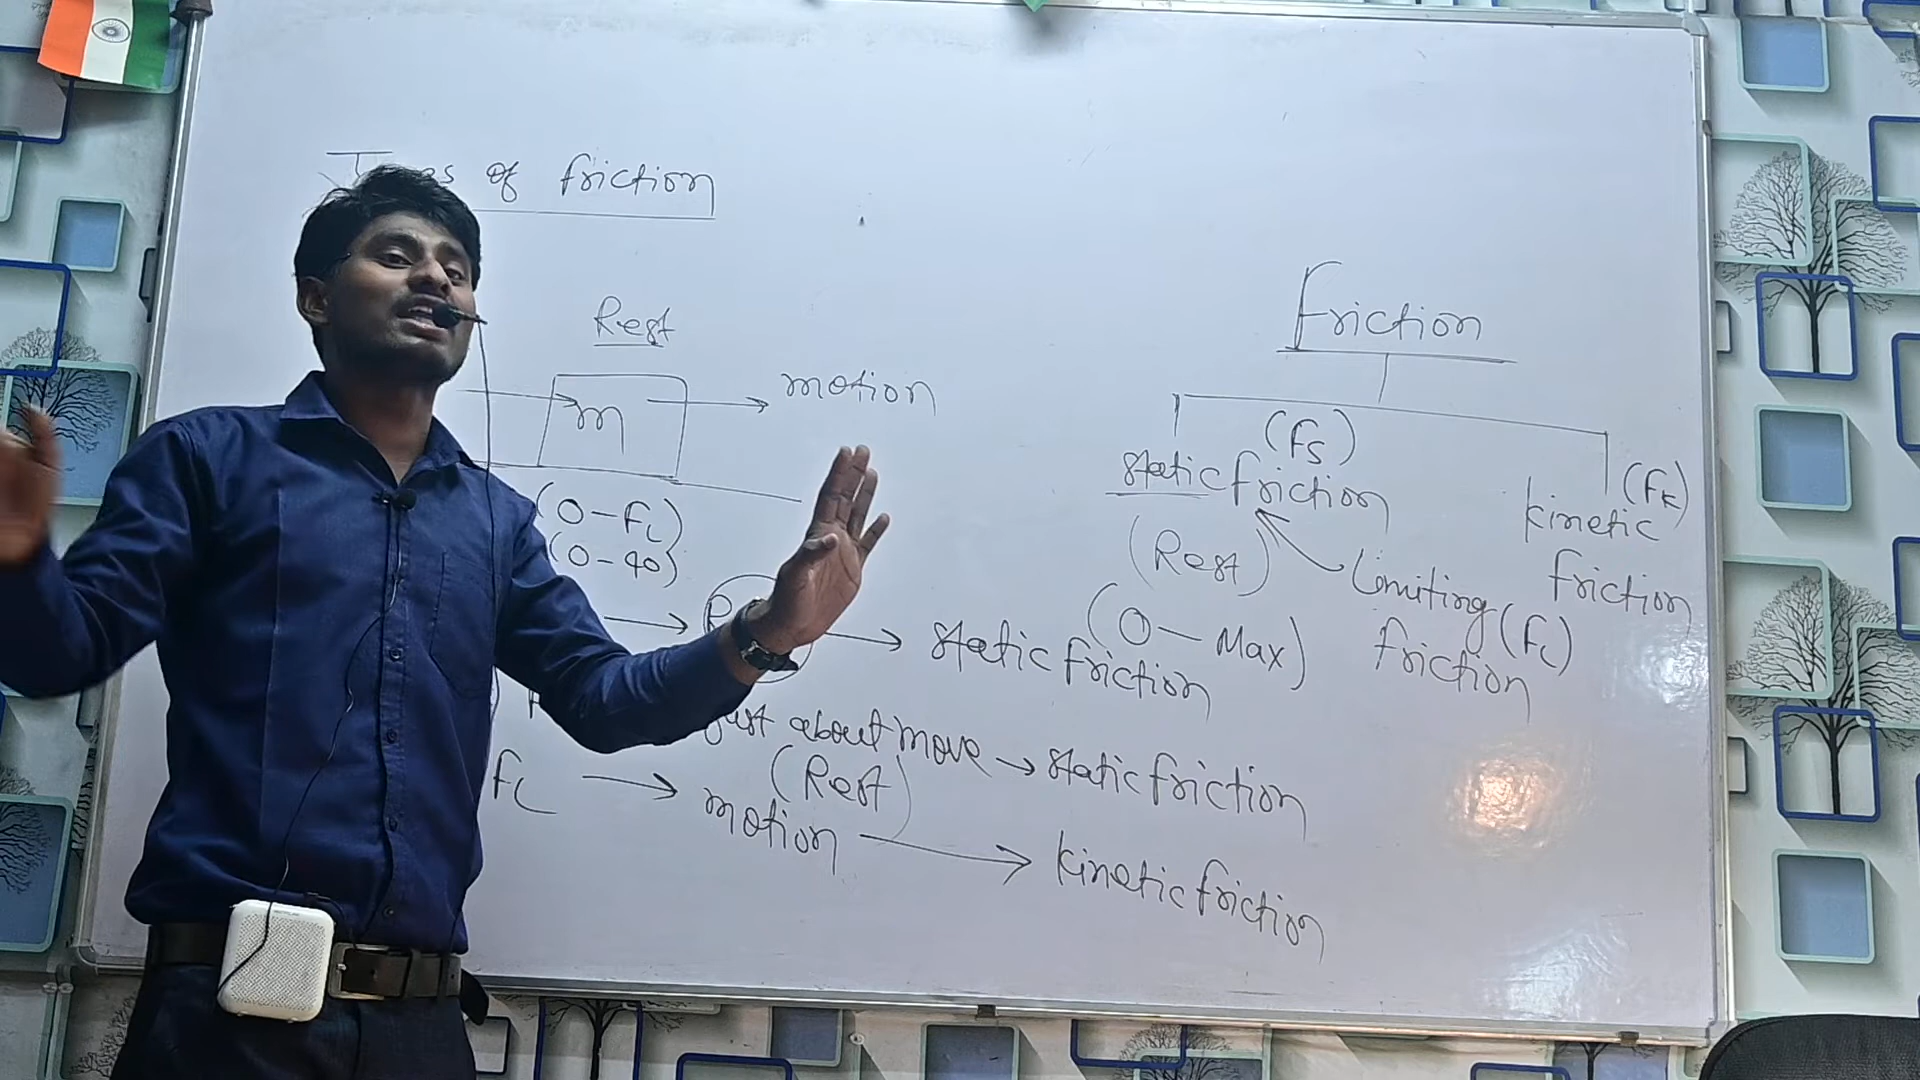 of friction
Rest
m
motion
(0-FL)
(0-40)
static friction
just about move → static friction
(Rest)
FL → motion → kinetic friction
Friction
(Fs)
static friction
(Rest)
(0 - Max)
Limiting (FL)
friction
(FK)
kinetic
friction